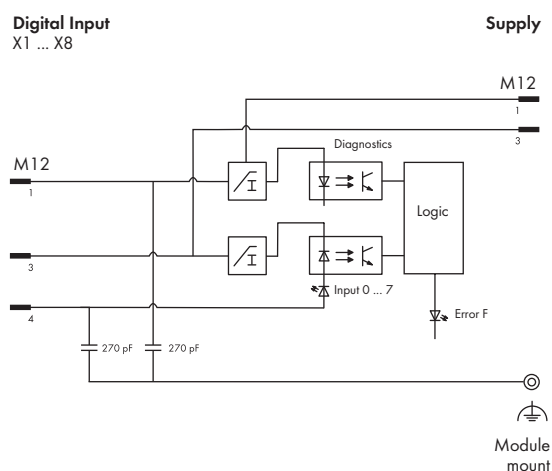 Digital Input
X1 ... X8
Supply
M12
1
3
Diagnostics
M12
1
I
Logic
3
I
Input 0 ... 7
4
Error F
270 pF
270 pF
Module
mount